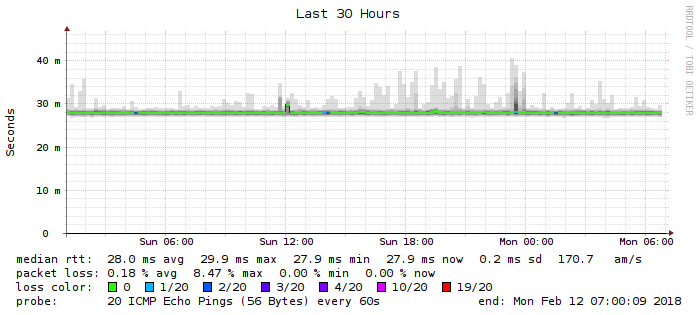 Last 30 Hours
RRDTOOL / TOBI OETIKER
Seconds
40 m
30 m
20 m
10 m
0
Sun 06:00 Sun 12:00 Sun 18:00 Mon 00:00 Mon 06:00
median rtt: 28.0 ms avg 29.9 ms max 27.9 ms min 27.9 ms now 0.2 ms sd 170.7 am/s
packet loss: 0.18 % avg 8.47 % max 0.00 % min 0.00 % now
loss color: 0 1/20 2/20 3/20 4/20 10/20 19/20
probe: 20 ICMP Echo Pings (56 Bytes) every 60s end: Mon Feb 12 07:00:09 2018